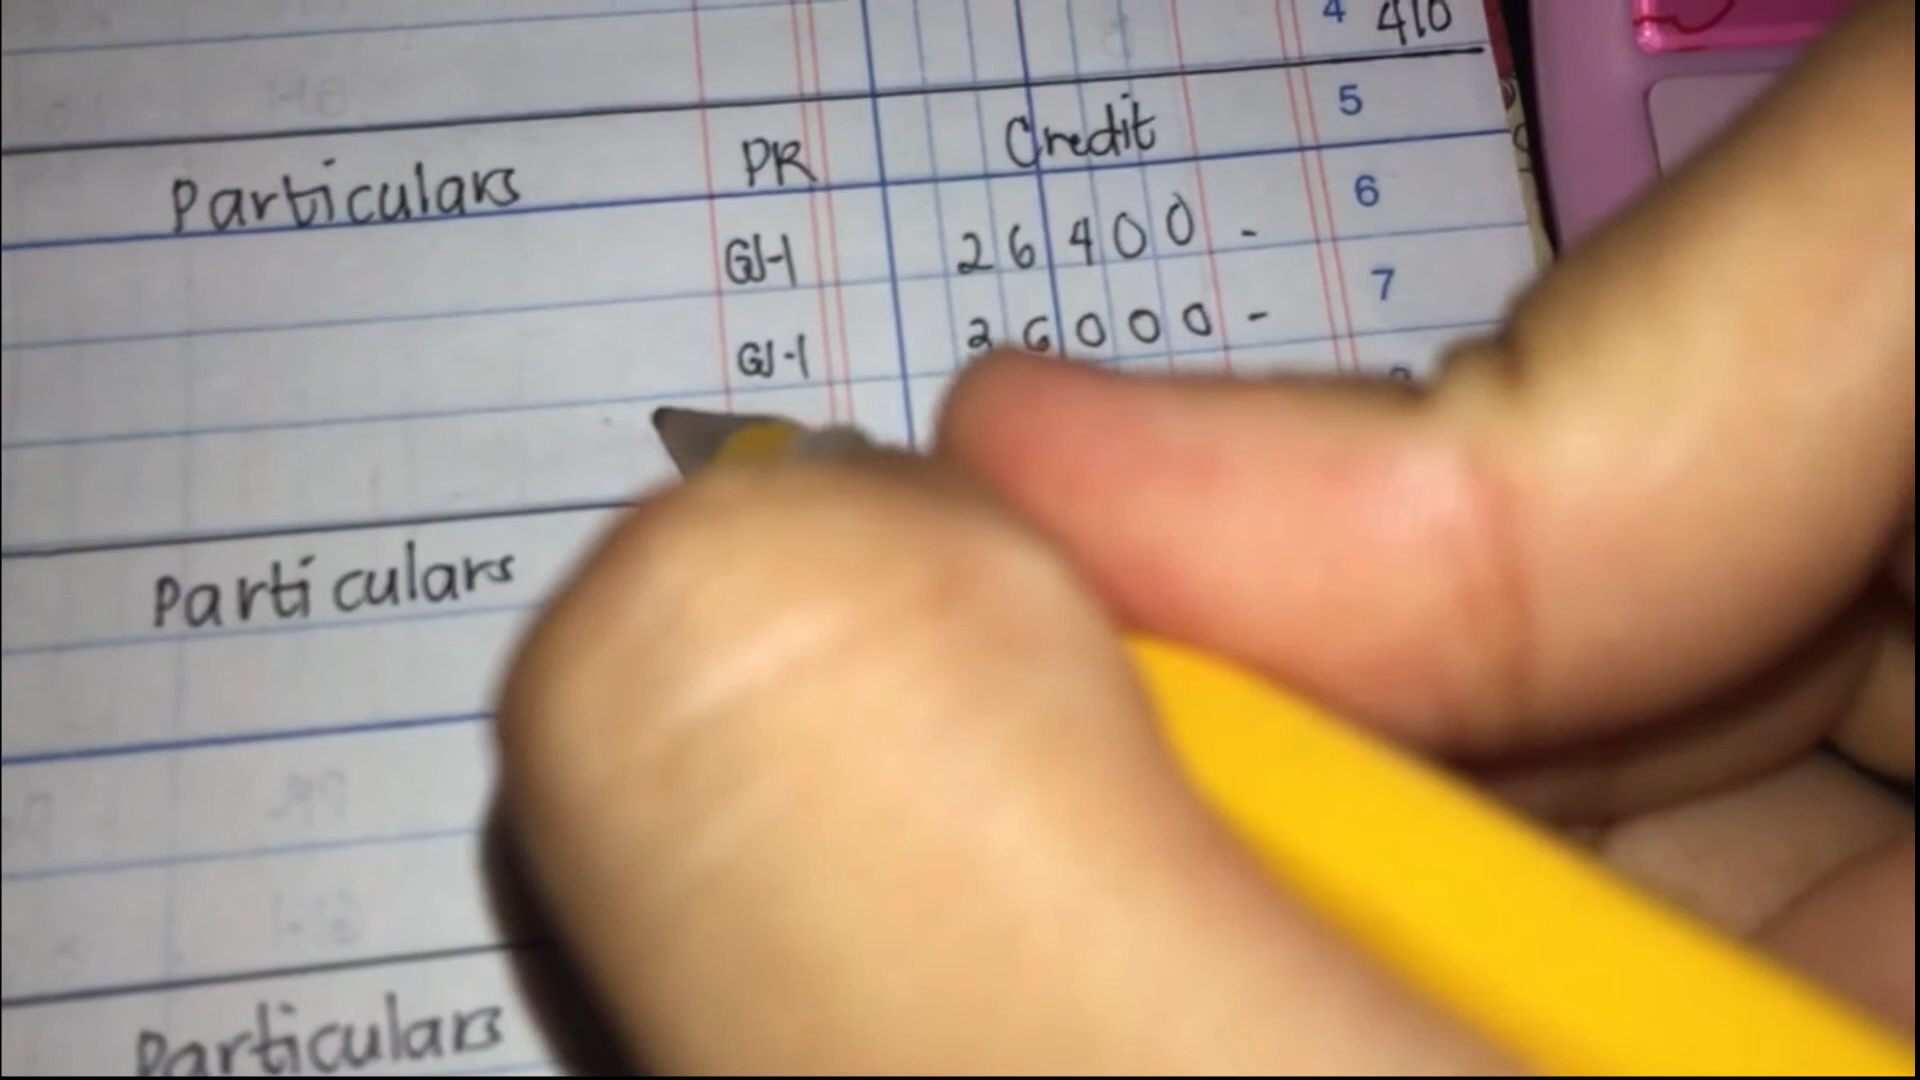 4 410
Particulars PR Credit 5
GJ-1 26400 - 6
GJ-1 26000 - 7
Particulars
Particulars